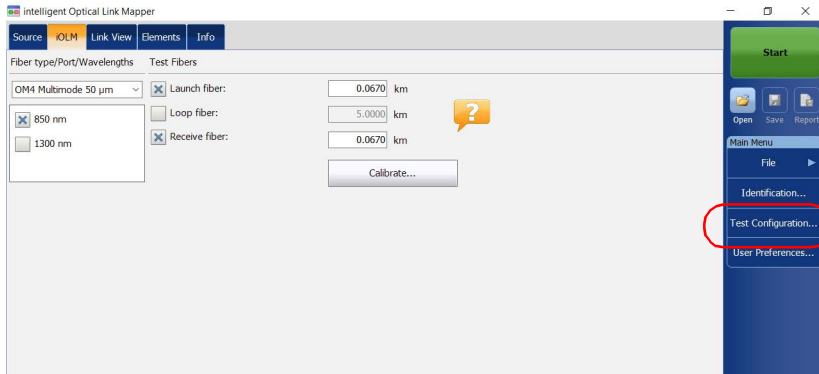 intelligent Optical Link Mapper
Source iOLM Link View Elements Info
Fiber type/Port/Wavelengths Test Fibers
OM4 Multimode 50 µm
850 nm
1300 nm
Launch fiber: 0.0670 km
Loop fiber: 5.0000 km
Receive fiber: 0.0670 km
?
Calibrate...
Start
Open Save Report
Main Menu
File
Identification...
Test Configuration...
User Preferences...